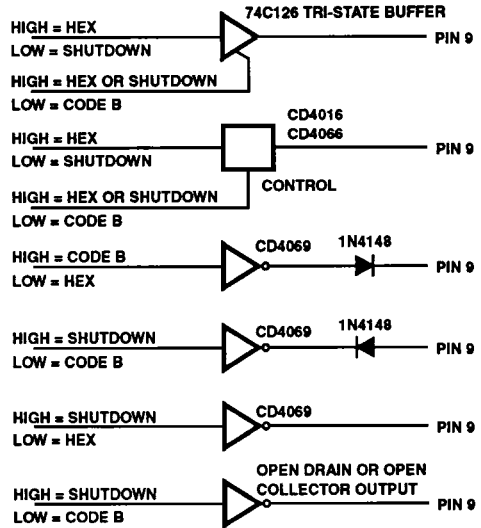 74C126 TRI-STATE BUFFER
HIGH = HEX
LOW = SHUTDOWN
PIN 9
HIGH = HEX OR SHUTDOWN
LOW = CODE B
CD4016
CD4066
HIGH = HEX
LOW = SHUTDOWN
PIN 9
CONTROL
HIGH = HEX OR SHUTDOWN
LOW = CODE B
CD4069
1N4148
HIGH = CODE B
LOW = HEX
PIN 9
CD4069
1N4148
HIGH = SHUTDOWN
LOW = CODE B
PIN 9
CD4069
HIGH = SHUTDOWN
LOW = HEX
PIN 9
OPEN DRAIN OR OPEN
COLLECTOR OUTPUT
HIGH = SHUTDOWN
LOW = CODE B
PIN 9